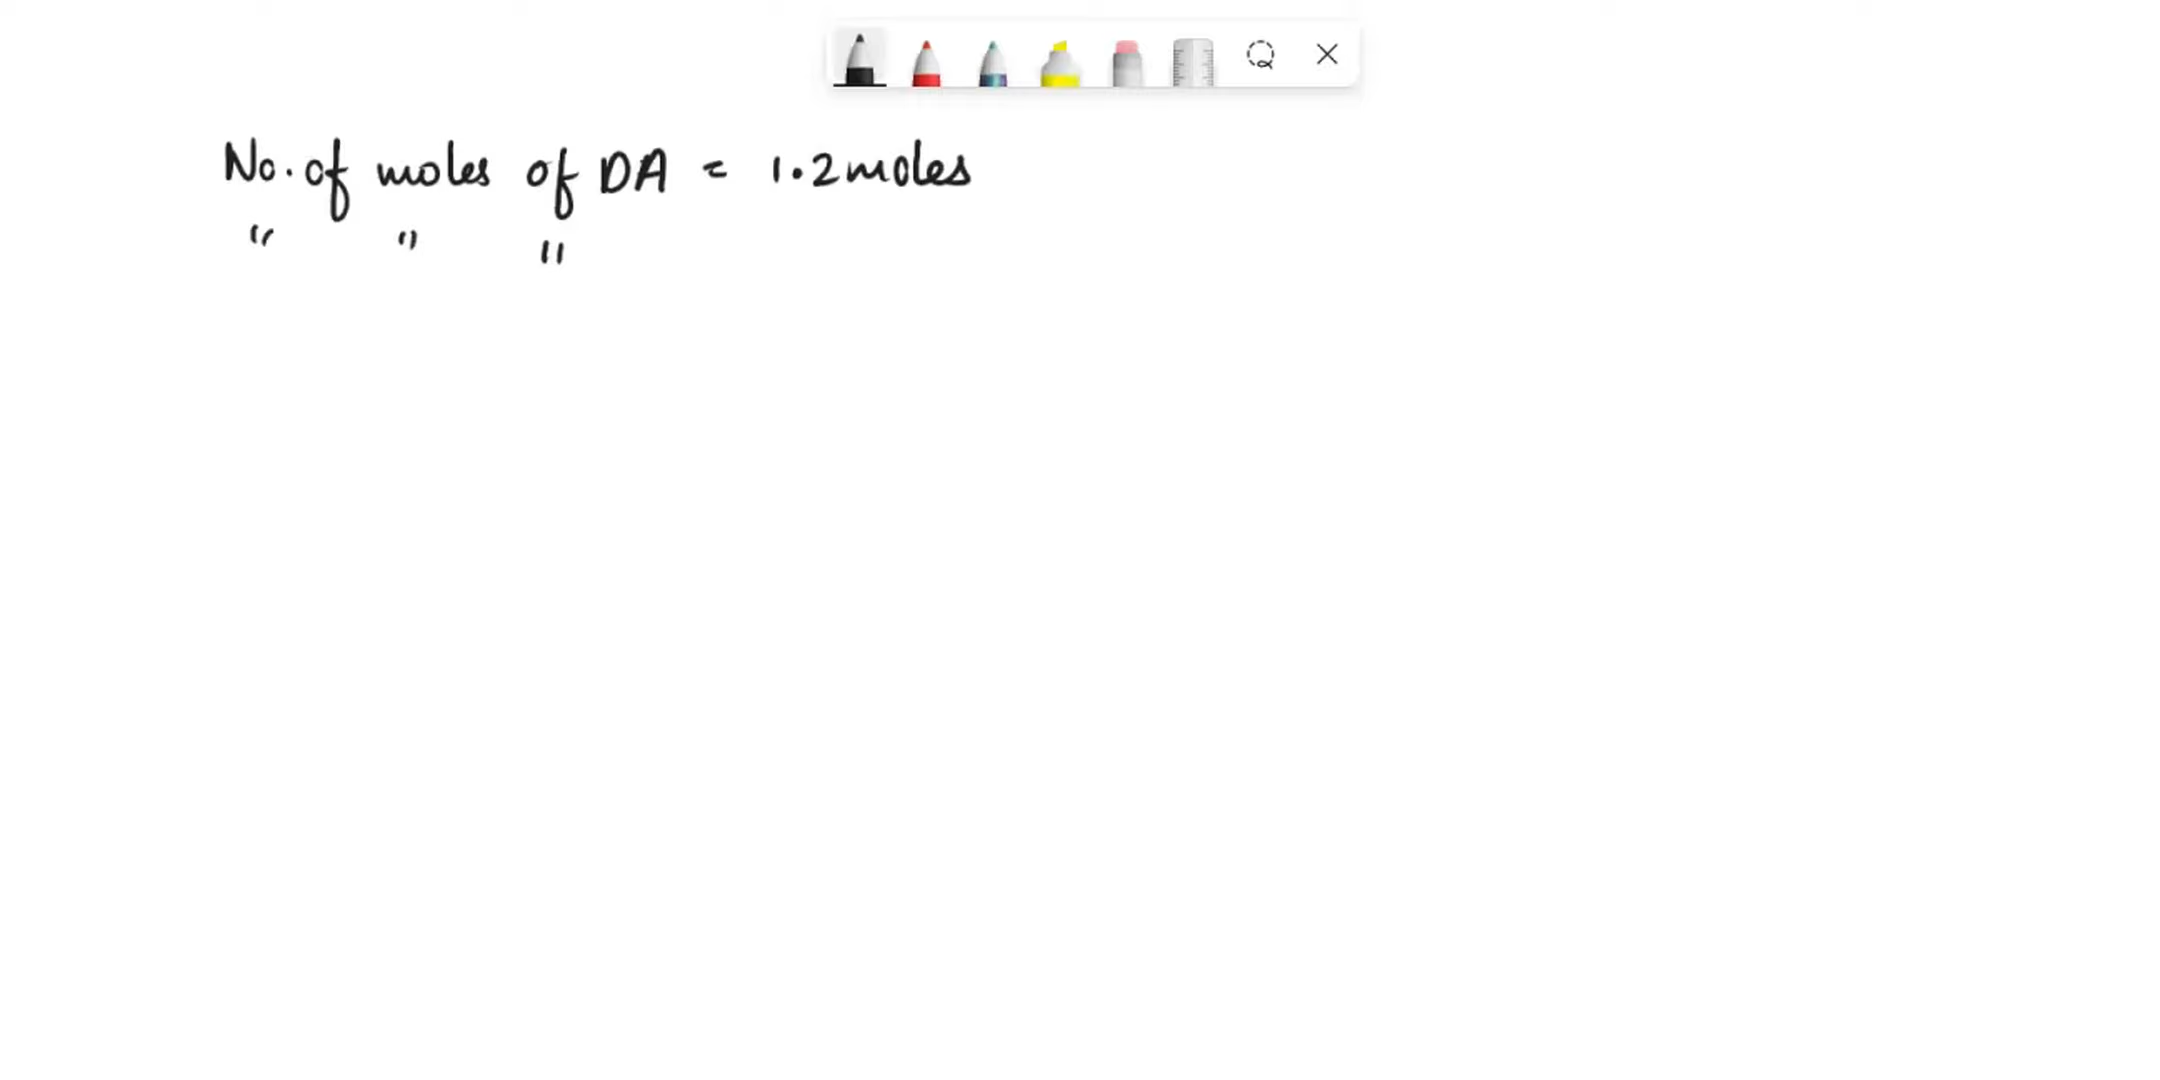 No. of moles of DA = 1.2 moles
" " "